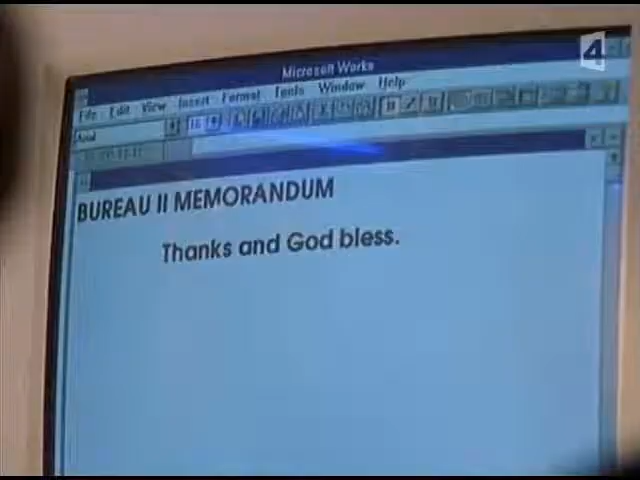 4
Microsoft Works
File Edit View Insert Format Tools Window Help
BUREAU II MEMORANDUM
Thanks and God bless.